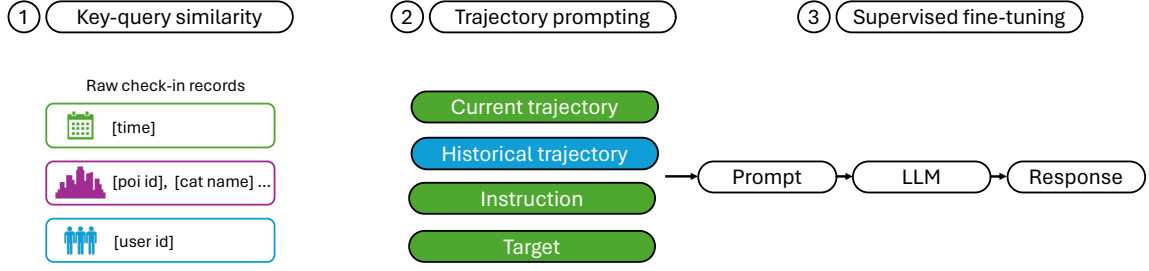 1 Key-query similarity
2 Trajectory prompting
3 Supervised fine-tuning
Raw check-in records
[time]
[poi id], [cat name] ...
[user id]
Current trajectory
Historical trajectory
Instruction
Target
Prompt
LLM
Response